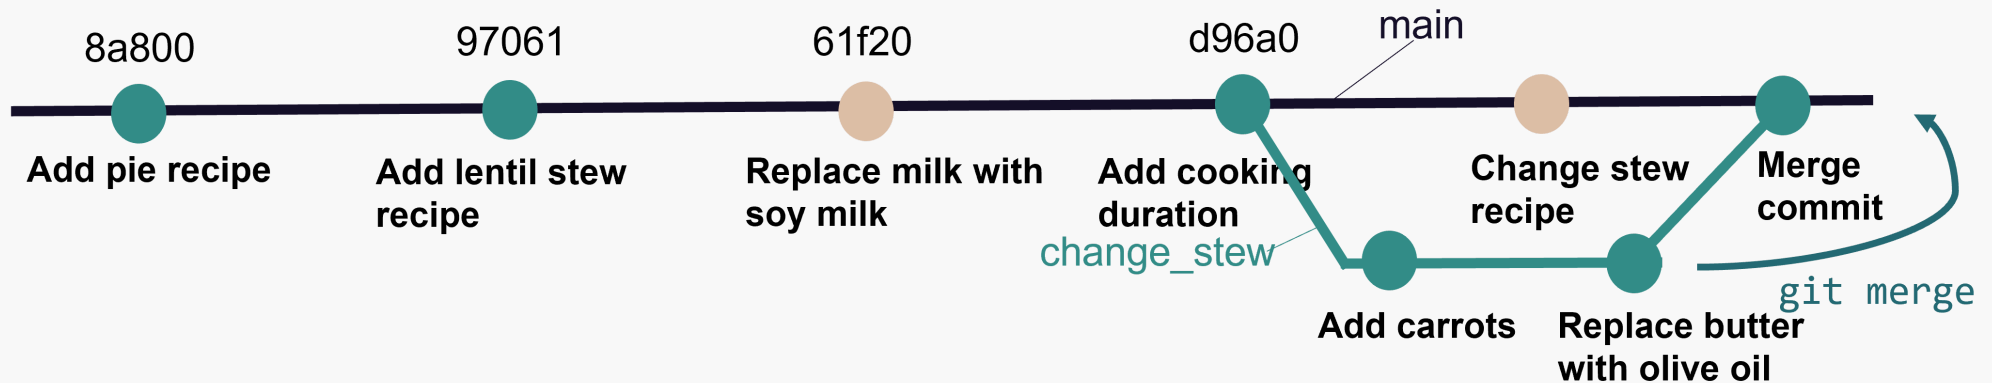 8a800
97061
61f20
d96a0
main
Add pie recipe
Add lentil stew
recipe
Replace milk with
soy milk
Add cooking
duration
Change stew
recipe
Merge
commit
change_stew
git merge
Add carrots
Replace butter
with olive oil